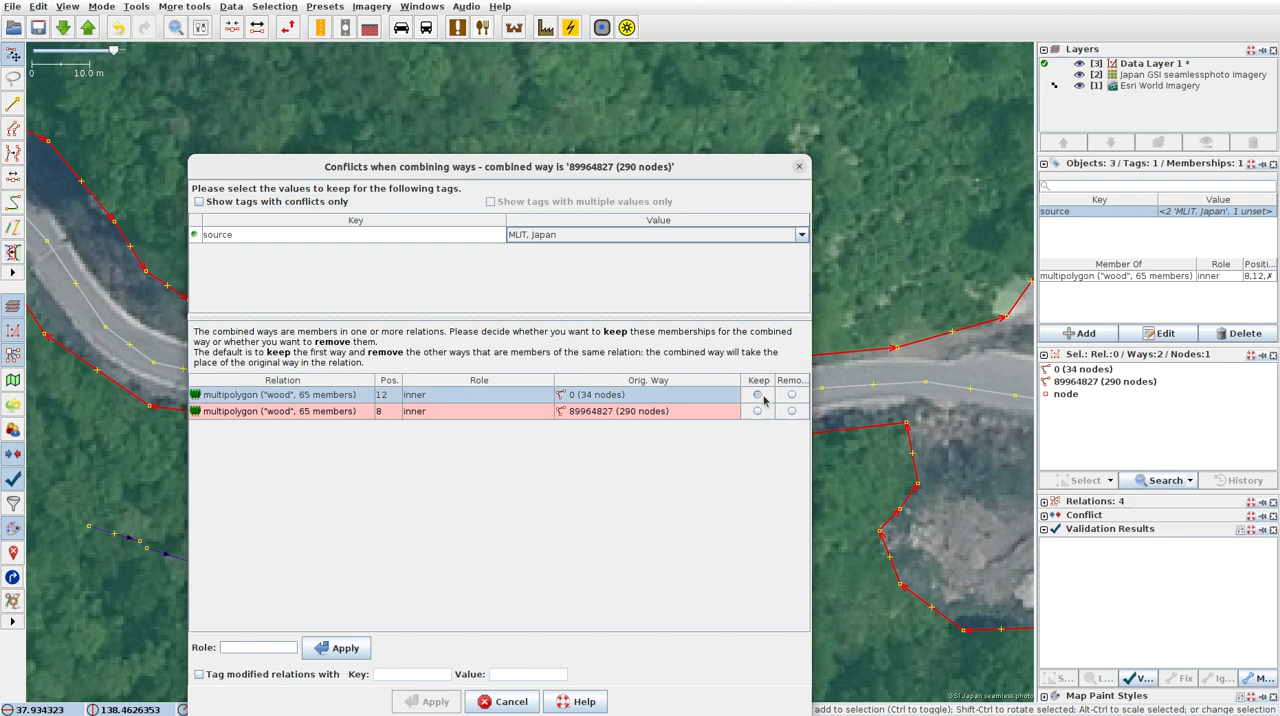 File Edit View Mode Tools More tools Data Selection Presets Imagery Windows Audio Help
0 10.0 m
Conflicts when combining ways - combined way is '89964827 (290 nodes)'
Please select the values to keep for the following tags.
Show tags with conflicts only Show tags with multiple values only
Key Value
source MLIT, Japan
The combined ways are members in one or more relations. Please decide whether you want to keep these memberships for the combined
way or whether you want to remove them.
The default is to keep the first way and remove the other ways that are members of the same relation: the combined way will take the
place of the original way in the relation.
Relation Pos. Role Orig. Way Keep Remo...
multipolygon ("wood", 65 members) 12 inner 0 (34 nodes)
multipolygon ("wood", 65 members) 8 inner 89964827 (290 nodes)
Role: Apply
Tag modified relations with Key: Value:
Apply Cancel Help
Layers
[3] Data Layer 1 *
[2] Japan GSI seamlessphoto Imagery
[1] Esri World Imagery
Objects: 3 / Tags: 1 / Memberships: 1
Key Value
source <2 'MLIT, Japan', 1 unset>
Member Of Role Positi...
multipolygon ("wood", 65 members) inner 8,12,✗
Add Edit Delete
Sel.: Rel.:0 / Ways:2 / Nodes:1
0 (34 nodes)
89964827 (290 nodes)
node
Select Search History
Relations: 4
Conflict
Validation Results
S... L... V... Fix Ig... M...
Map Paint Styles
GSI Japan seamless photo
37.934323 138.4626353 add to selection (Ctrl to toggle); Shift-Ctrl to rotate selected; Alt-Ctrl to scale selected; or change selection